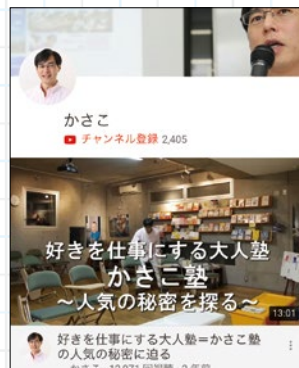 かさこ
チャンネル登録 2,405
好きを仕事にする大人塾
かさこ塾
～人気の秘密を探る～
13:01
好きを仕事にする大人塾=かさこ塾
の人気の秘密に迫る